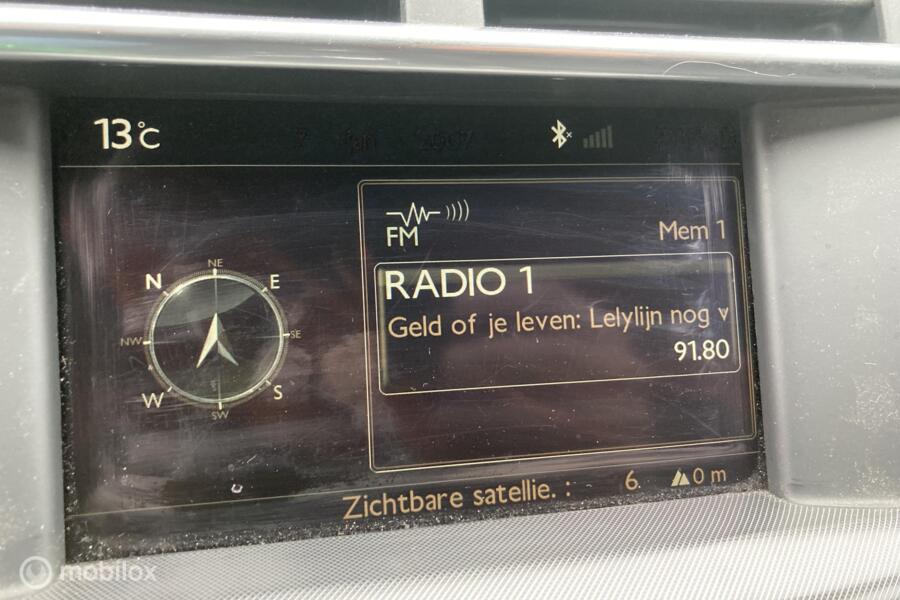 13°C
FM
Mem 1
RADIO 1
Geld of je leven: Lelylijn nog v
91.80
NE
N
E
NW
SE
W
S
SW
Zichtbare satellie. : 6. 0 m
mobilox